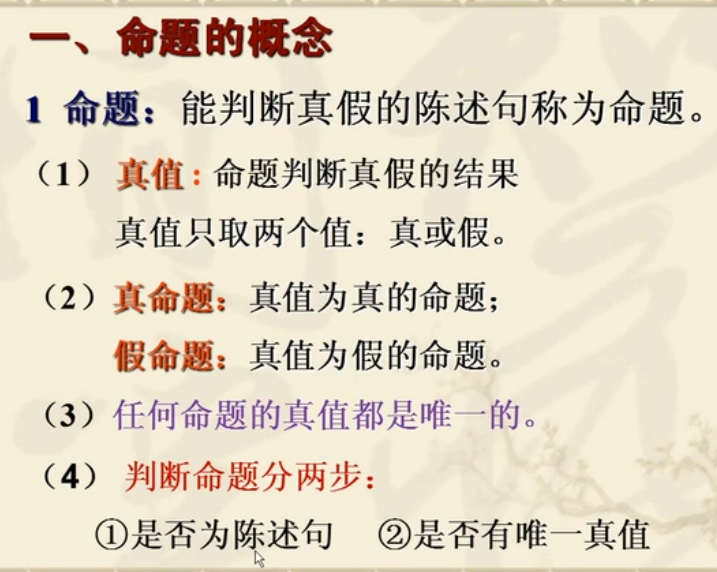 一、命题的概念
1 命题：能判断真假的陈述句称为命题。
（1） 真值：命题判断真假的结果
真值只取两个值：真或假。
（2）真命题：真值为真的命题；
假命题：真值为假的命题。
（3）任何命题的真值都是唯一的。
（4） 判断命题分两步：
①是否为陈述句 ②是否有唯一真值